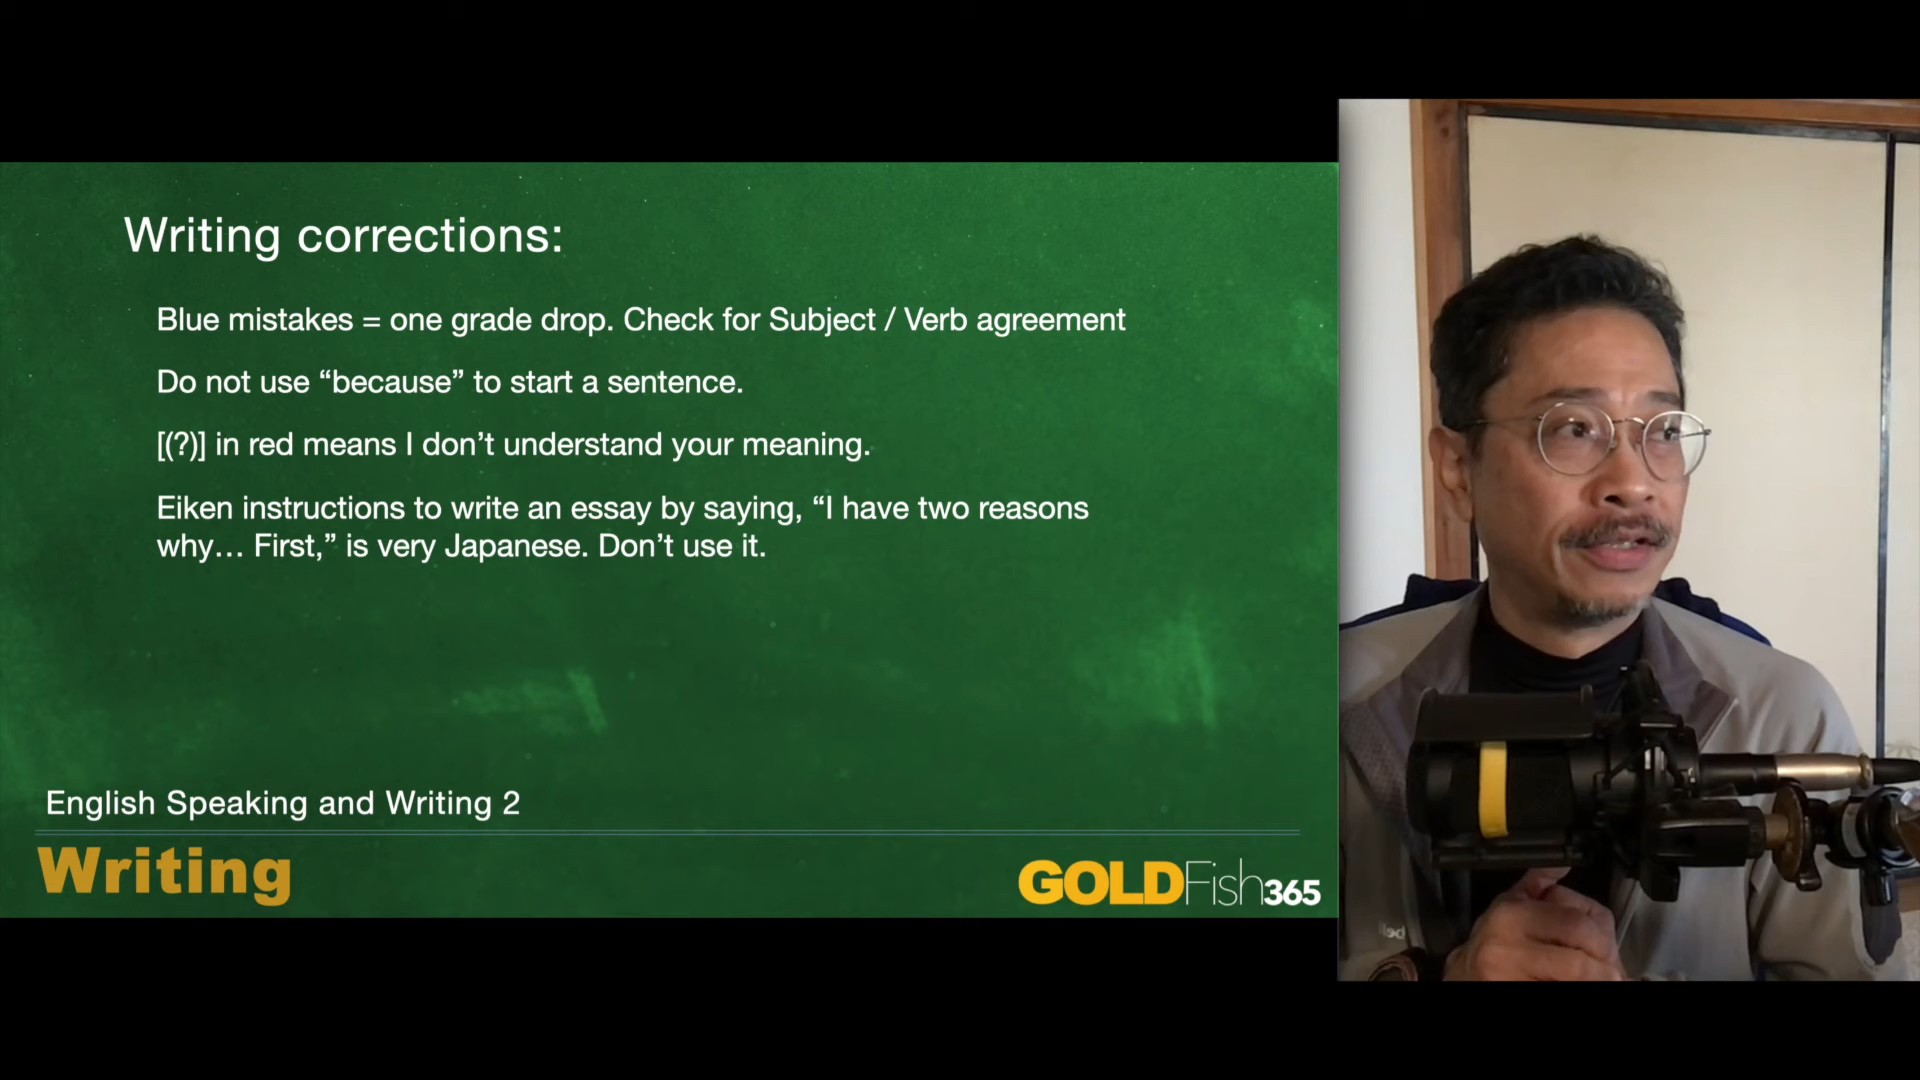 Writing corrections:
Blue mistakes = one grade drop. Check for Subject / Verb agreement
Do not use “because” to start a sentence.
[(?)] in red means I don’t understand your meaning.
Eiken instructions to write an essay by saying, “I have two reasons
why… First,” is very Japanese. Don’t use it.
English Speaking and Writing 2
Writing
GOLDFish365